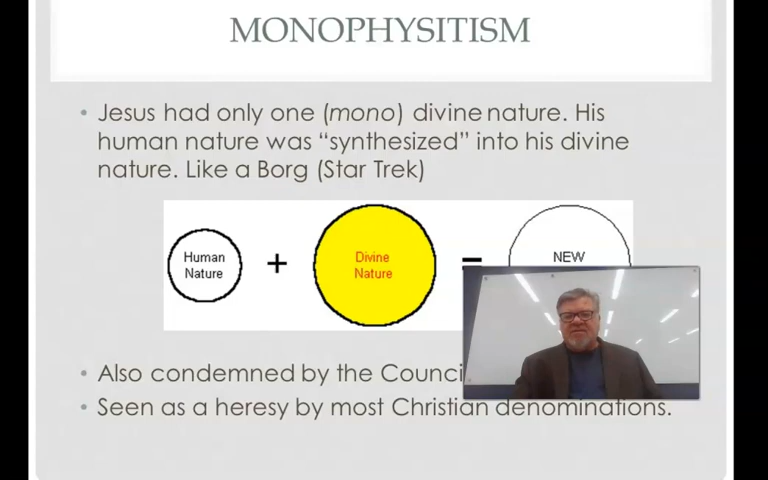 MONOPHYSITISM
• Jesus had only one (mono) divine nature. His
human nature was “synthesized” into his divine
nature. Like a Borg (Star Trek)
Human
Nature
+
Divine
Nature
=
NEW
• Also condemned by the Counci
• Seen as a heresy by most Christian denominations.